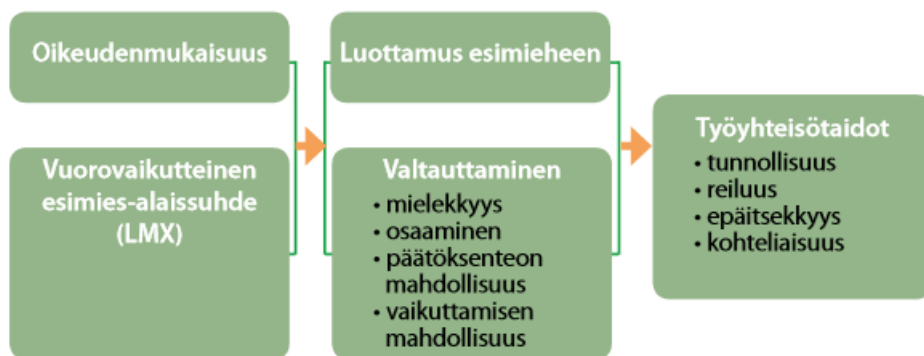 Oikeudenmukaisuus
Vuorovaikutteinen
esimies-alaissuhde
(LMX)
Luottamus esimieheen
Valtauttaminen
• mielekkyys
• osaaminen
• päätöksenteon
mahdollisuus
• vaikuttamisen
mahdollisuus
Työyhteisötaidot
• tunnollisuus
• reiluus
• epäitsekkyys
• kohteliaisuus